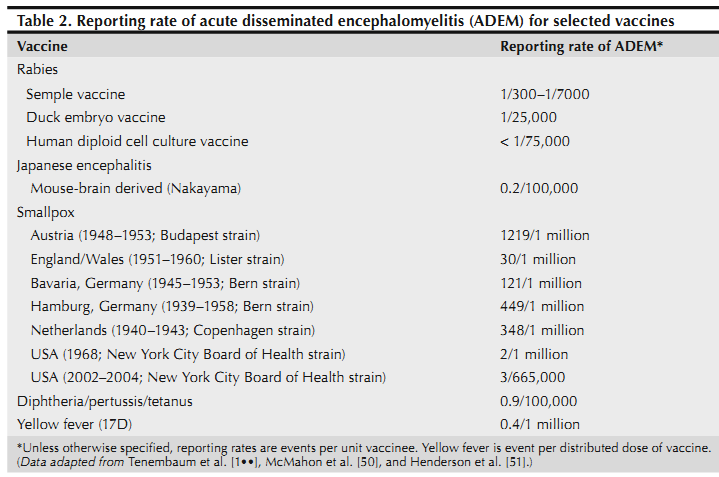 Table 2. Reporting rate of acute disseminated encephalomyelitis (ADEM) for selected vaccines
Vaccine Reporting rate of ADEM*
Rabies
Semple vaccine 1/300–1/7000
Duck embryo vaccine 1/25,000
Human diploid cell culture vaccine < 1/75,000
Japanese encephalitis
Mouse-brain derived (Nakayama) 0.2/100,000
Smallpox
Austria (1948–1953; Budapest strain) 1219/1 million
England/Wales (1951–1960; Lister strain) 30/1 million
Bavaria, Germany (1945–1953; Bern strain) 121/1 million
Hamburg, Germany (1939–1958; Bern strain) 449/1 million
Netherlands (1940–1943; Copenhagen strain) 348/1 million
USA (1968; New York City Board of Health strain) 2/1 million
USA (2002–2004; New York City Board of Health strain) 3/665,000
Diphtheria/pertussis/tetanus 0.9/100,000
Yellow fever (17D) 0.4/1 million
*Unless otherwise specified, reporting rates are events per unit vaccinee. Yellow fever is event per distributed dose of vaccine.
(Data adapted from Tenembaum et al. [1••], McMahon et al. [50], and Henderson et al. [51].)